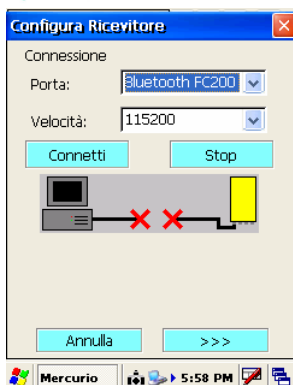 Configura Ricevitore
Connessione
Porta: Bluetooth FC200
Velocità: 115200
Connetti Stop
Annulla >>>
Mercurio 5:58 PM